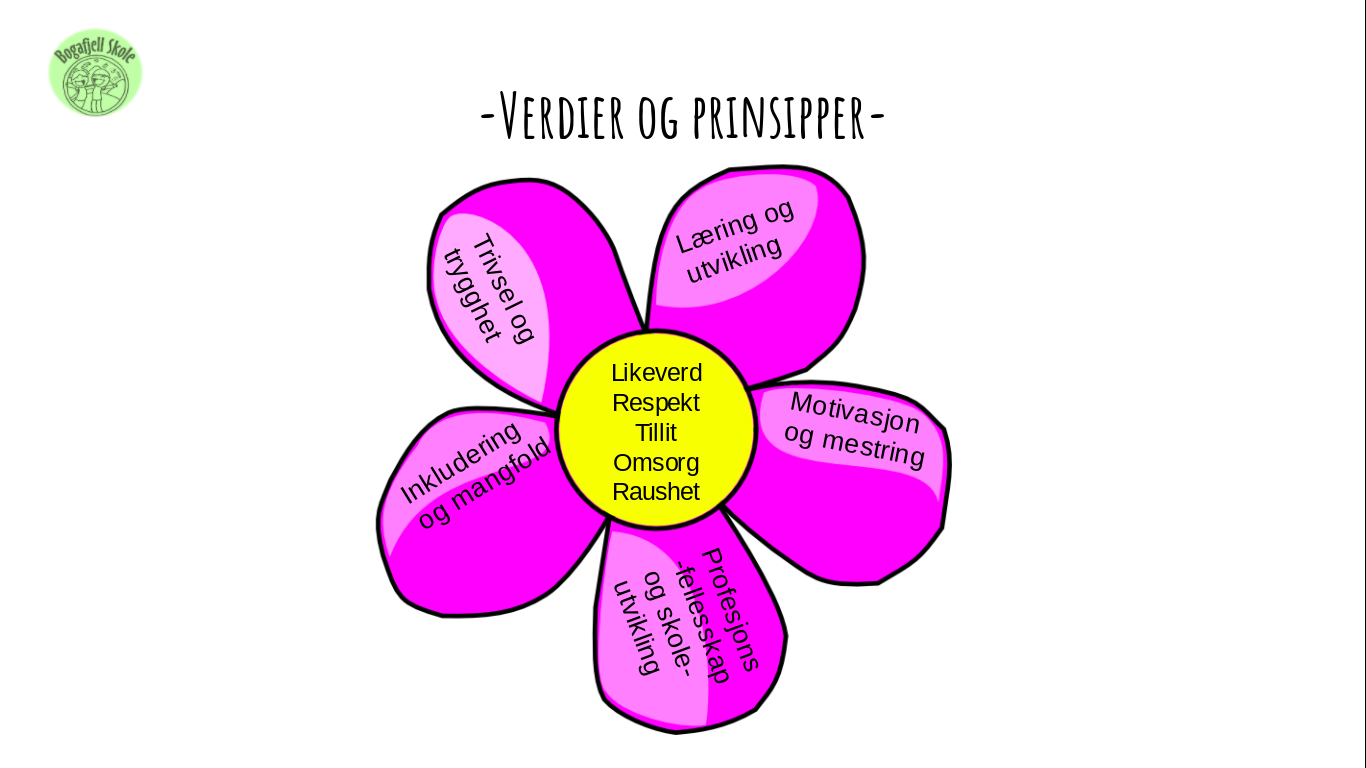 Bogafjell Skole
-Verdier og prinsipper-
Trivsel og
trygghet
Læring og
utvikling
Likeverd
Respekt
Tillit
Omsorg
Raushet
Motivasjon
og mestring
Inkludering
og mangfold
Profesjons
-fellesskap
og skole-
utvikling